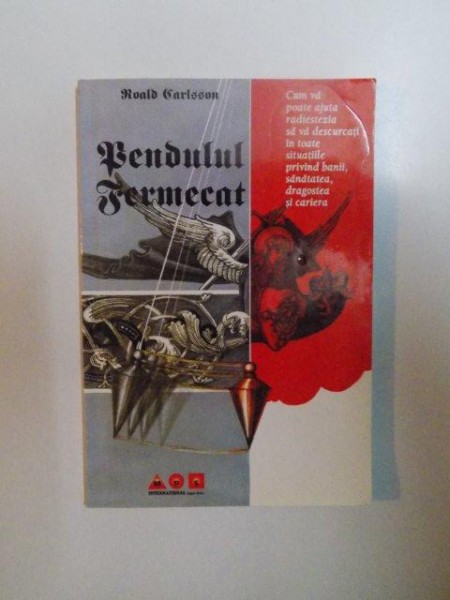 Roald Carlsson
Pendulul
Fermecat
Cum vă
poate ajuta
radiestezia
să vă descurcați
în toate
situațiile
privind banii,
sănătatea,
dragostea
și cariera
INTERNATIONAL